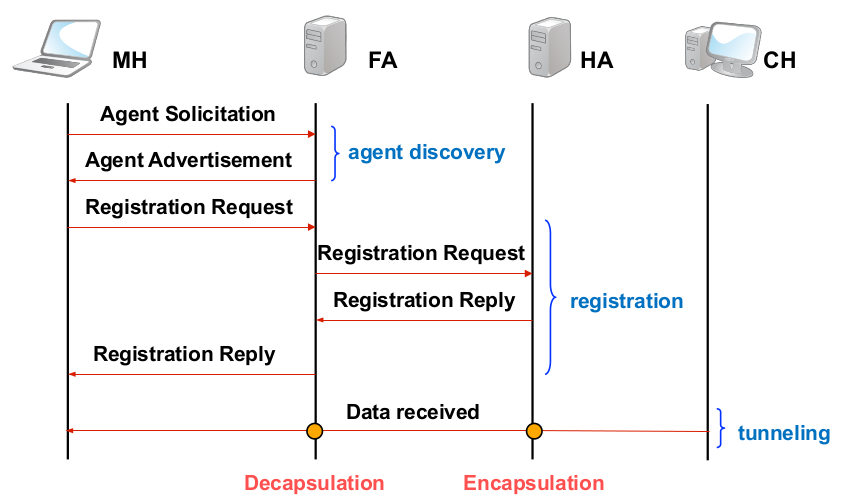 MH
FA
HA
CH
Agent Solicitation
agent discovery
Agent Advertisement
Registration Request
Registration Request
registration
Registration Reply
Registration Reply
Data received
tunneling
Decapsulation
Encapsulation